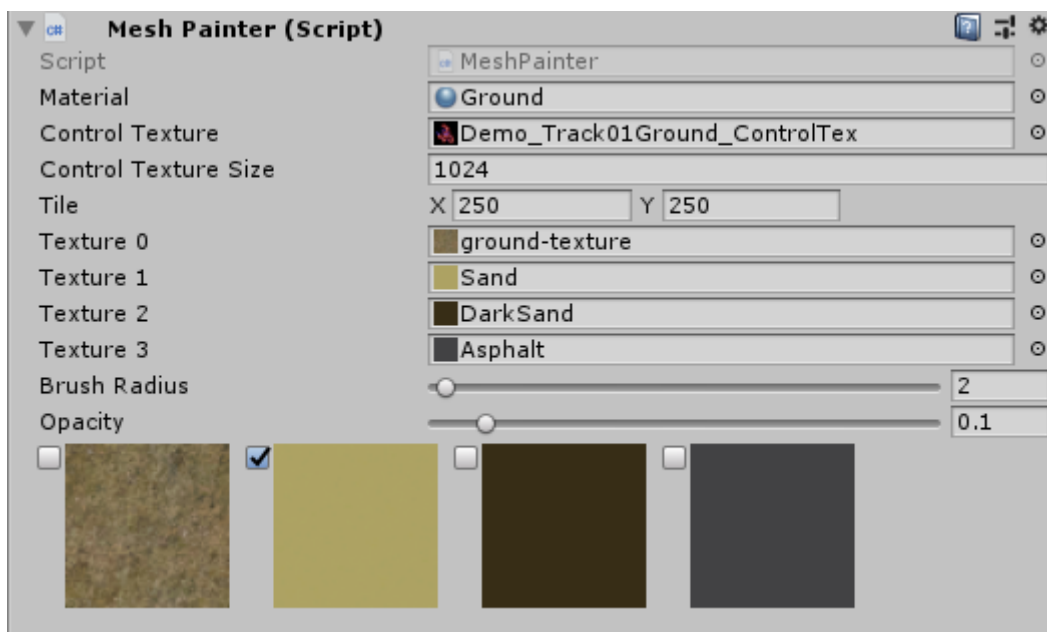 Mesh Painter (Script)
Script MeshPainter
Material Ground
Control Texture Demo_Track01Ground_ControlTex
Control Texture Size 1024
Tile X 250 Y 250
Texture 0 ground-texture
Texture 1 Sand
Texture 2 DarkSand
Texture 3 Asphalt
Brush Radius 2
Opacity 0.1